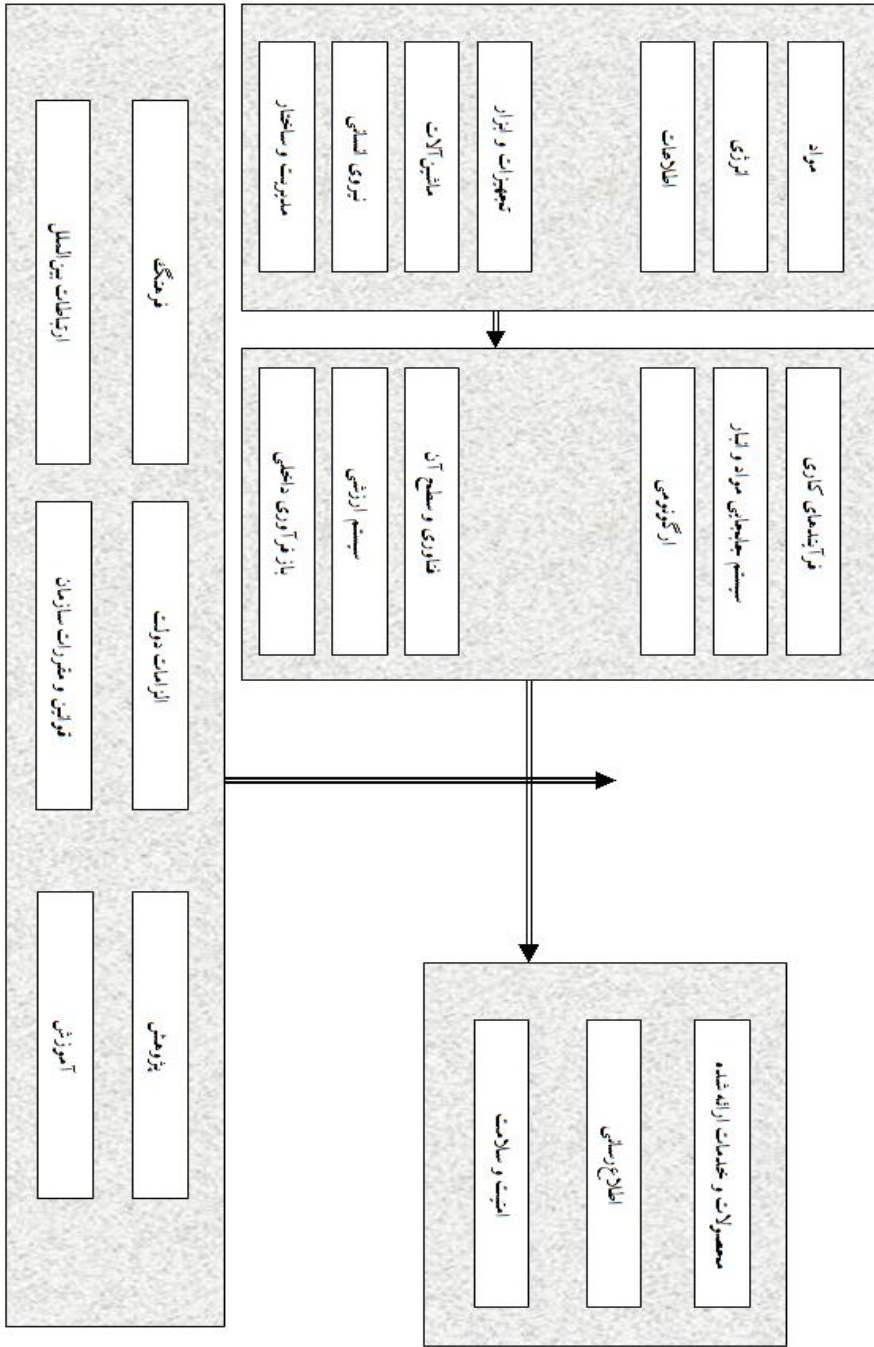 مواد
انرژی
اطلاعات
تجهیزات و ابزار
ماشین‌آلات
نیروی انسانی
مدیریت و ساختار
فرآیندهای کاری
سیستم جابجایی مواد و انبار
ارگونومی
فناوری و سطح آن
سیستم ارزشی
باز فرآوری داخلی
محصولات و خدمات ارائه شده
اطلاع‌رسانی
امنیت و سلامت
فرهنگ
الزامات دولت
پژوهش
ارتباطات بین‌الملل
قوانین و مقررات سازمان
آموزش